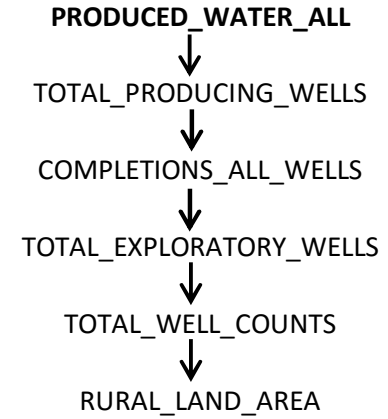 PRODUCED_WATER_ALL
TOTAL_PRODUCING_WELLS
COMPLETIONS_ALL_WELLS
TOTAL_EXPLORATORY_WELLS
TOTAL_WELL_COUNTS
RURAL_LAND_AREA